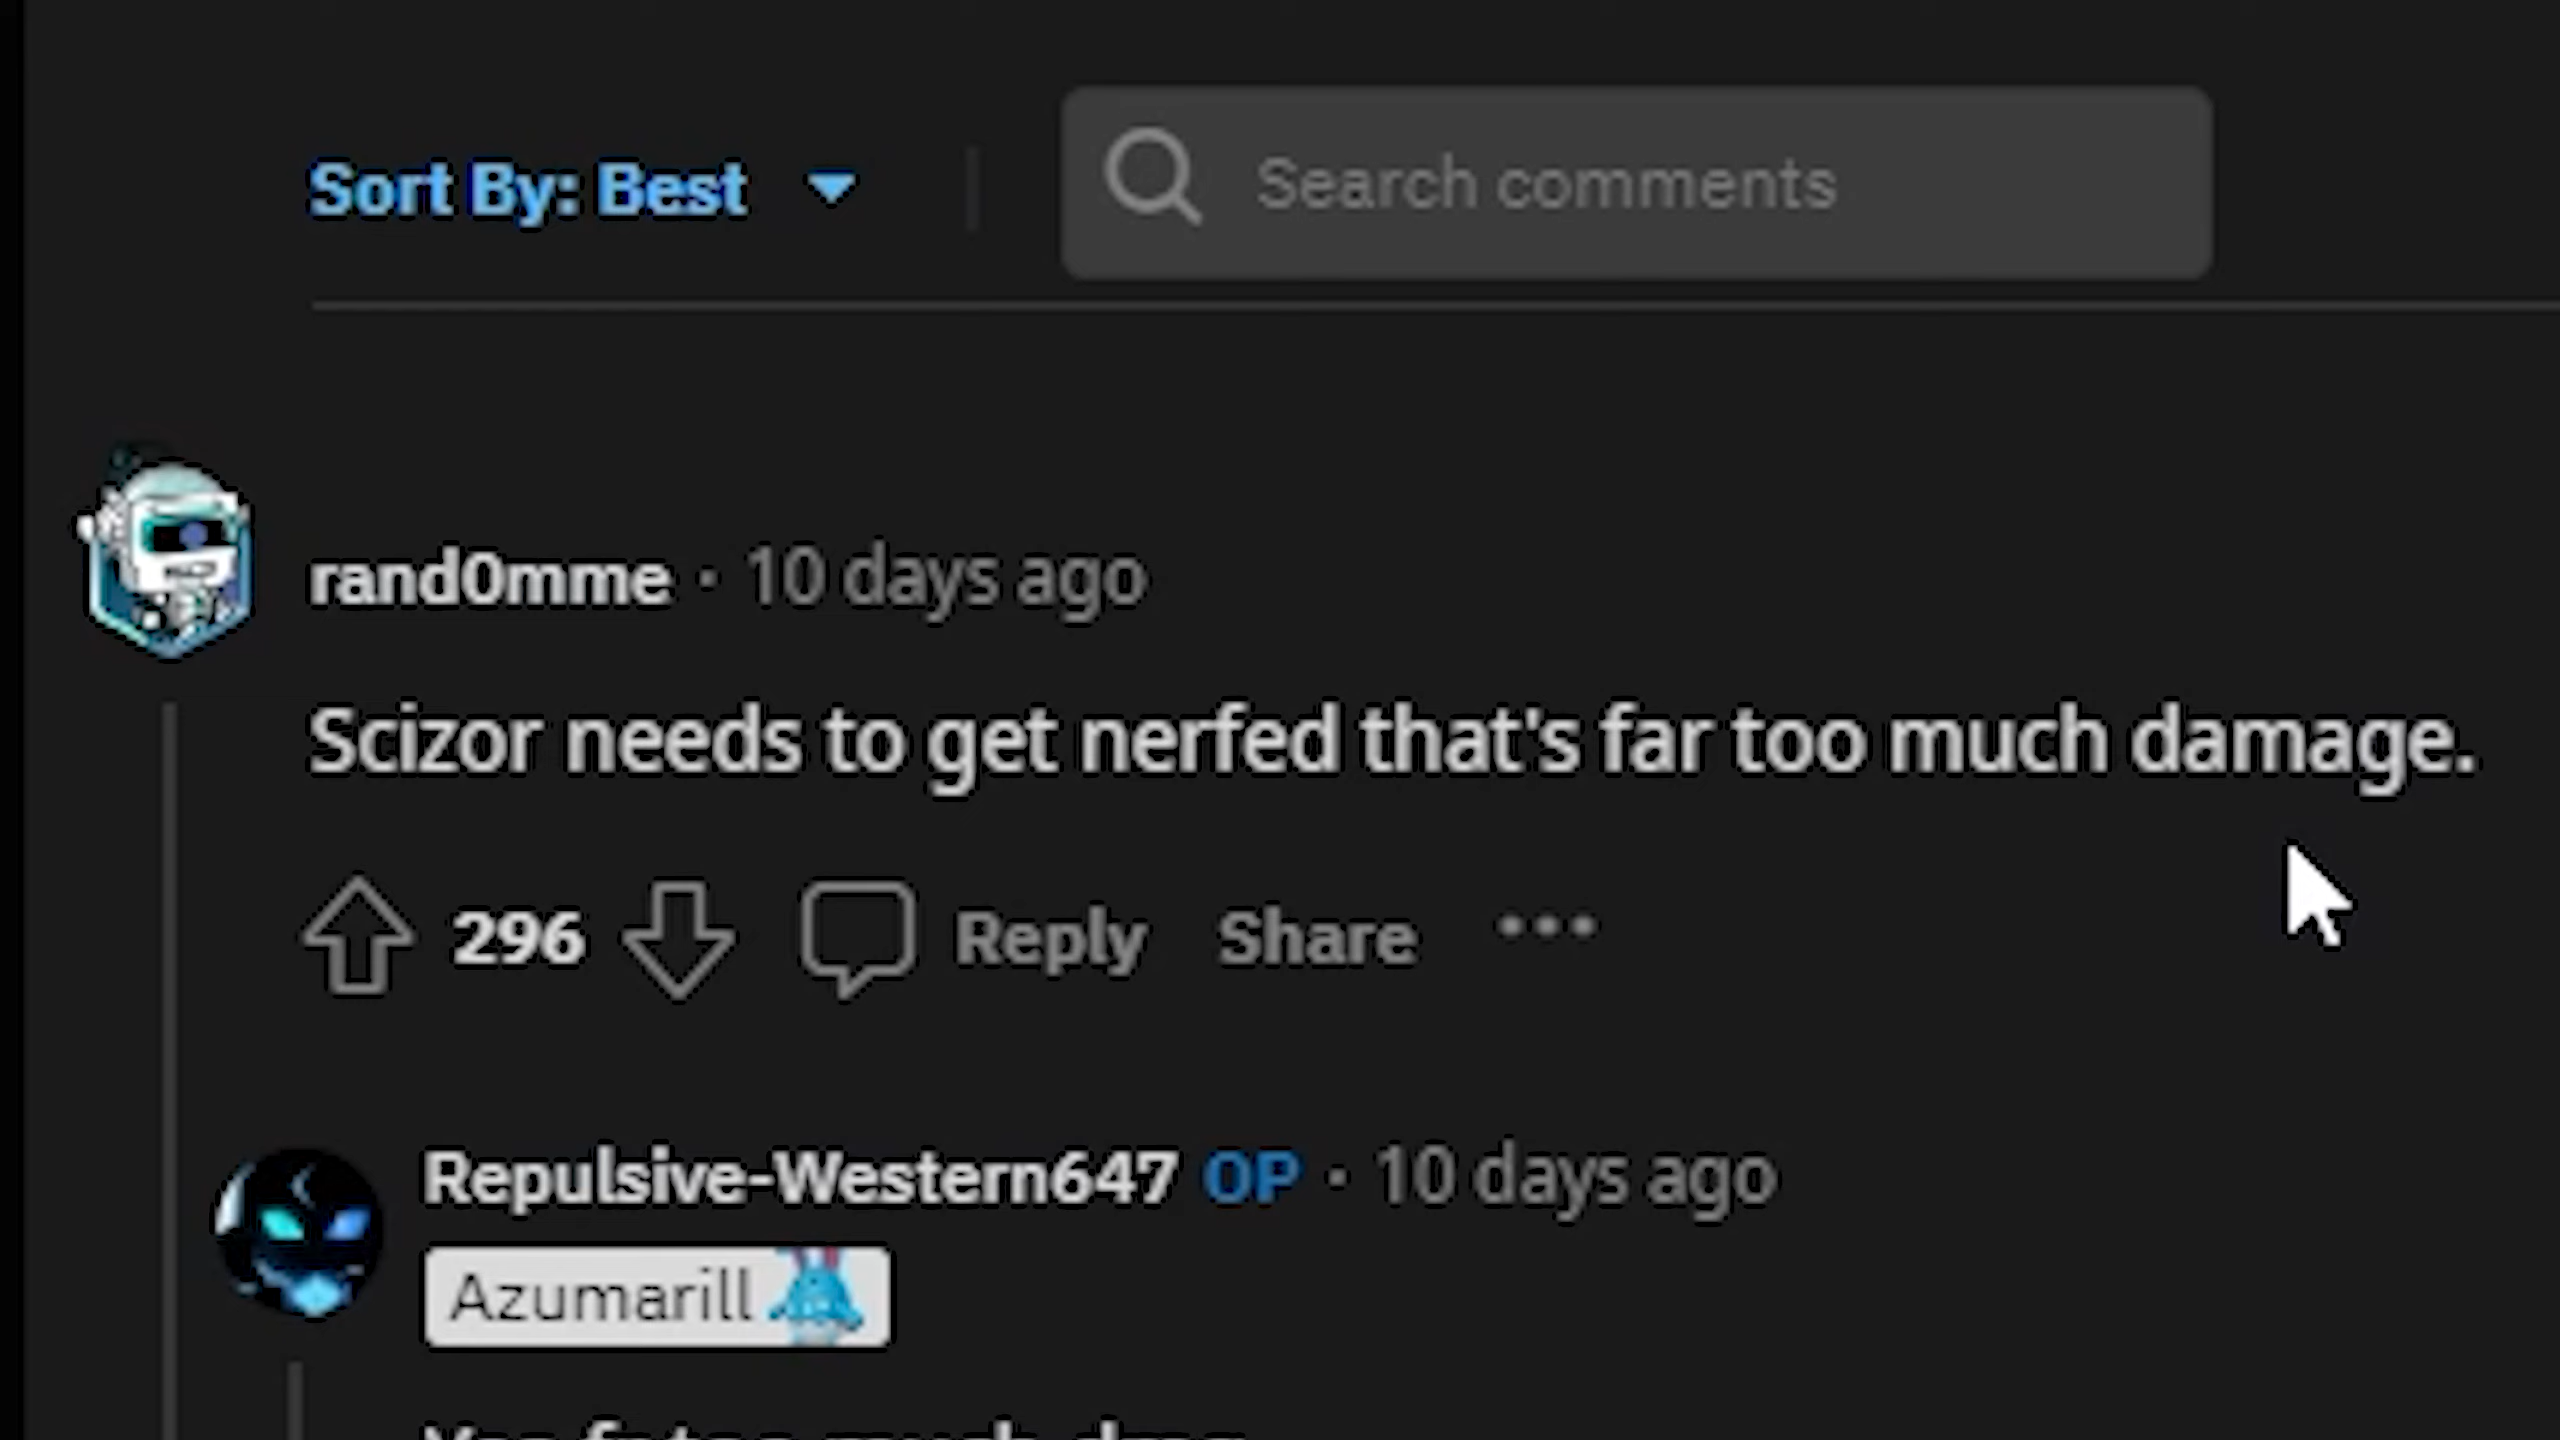 Sort By: Best
Search comments
rand0mme · 10 days ago
Scizor needs to get nerfed that's far too much damage.
296 Reply Share •••
Repulsive-Western647 OP · 10 days ago
Azumarill
much